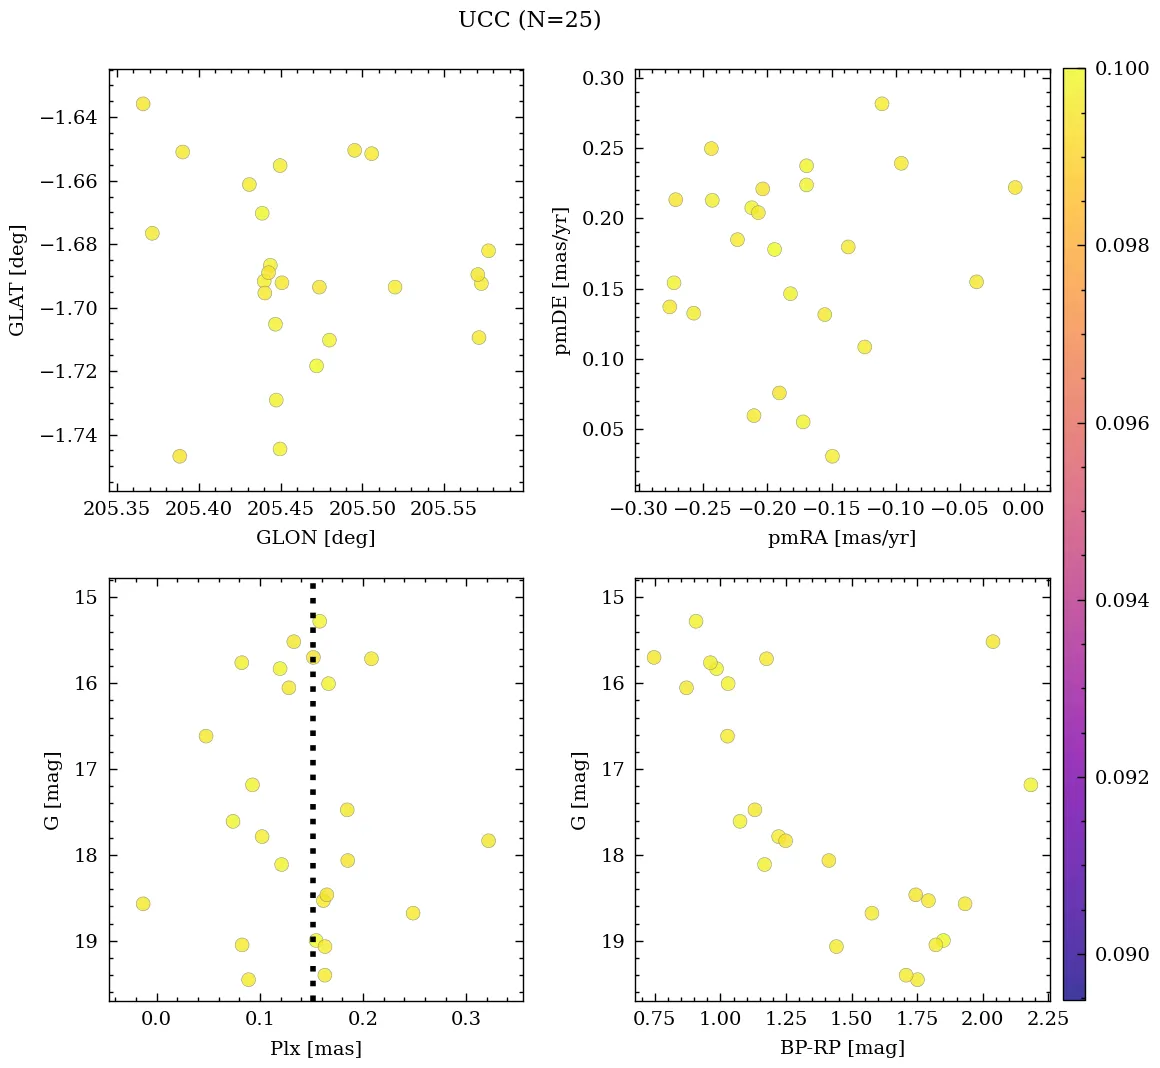 UCC (N=25)
−1.64
−1.66
−1.68
−1.70
−1.72
−1.74
GLAT [deg]
205.35 205.40 205.45 205.50 205.55
GLON [deg]
0.30
0.25
0.20
0.15
0.10
0.05
pmDE [mas/yr]
−0.30 −0.25 −0.20 −0.15 −0.10 −0.05 0.00
pmRA [mas/yr]
15
16
17
18
19
G [mag]
0.0 0.1 0.2 0.3
Plx [mas]
15
16
17
18
19
G [mag]
0.75 1.00 1.25 1.50 1.75 2.00 2.25
BP-RP [mag]
0.100
0.098
0.096
0.094
0.092
0.090